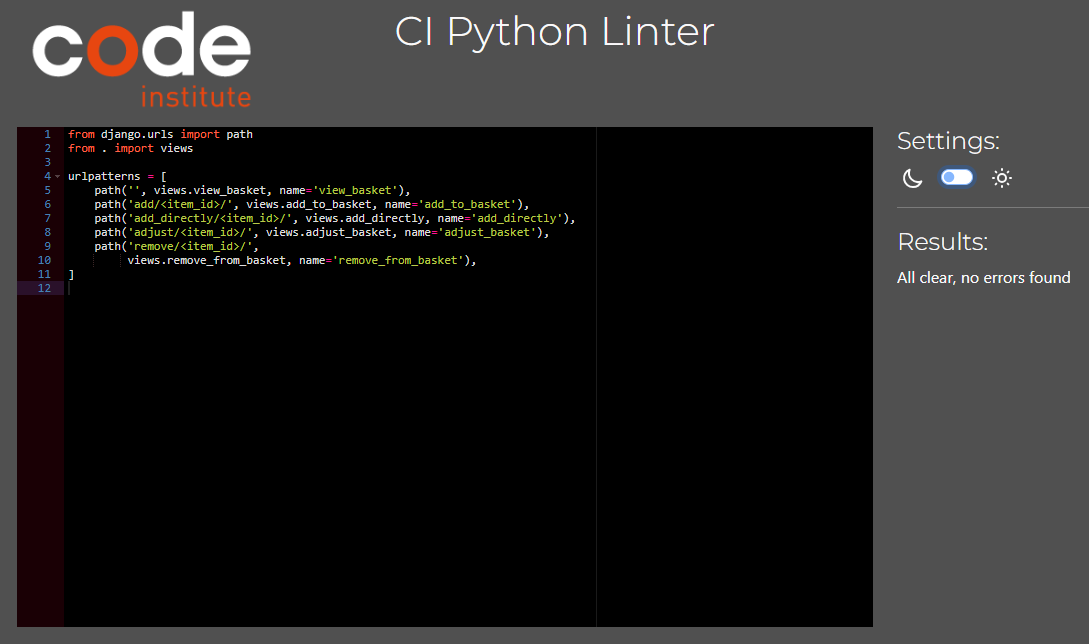 code
institute
CI Python Linter
1 from django.urls import path
2 from . import views
3
4 urlpatterns = [
5     path('', views.view_basket, name='view_basket'),
6     path('add/<item_id>/', views.add_to_basket, name='add_to_basket'),
7     path('add_directly/<item_id>/', views.add_directly, name='add_directly'),
8     path('adjust/<item_id>/', views.adjust_basket, name='adjust_basket'),
9     path('remove/<item_id>/',
10          views.remove_from_basket, name='remove_from_basket'),
11 ]
12
Settings:
Results:
All clear, no errors found